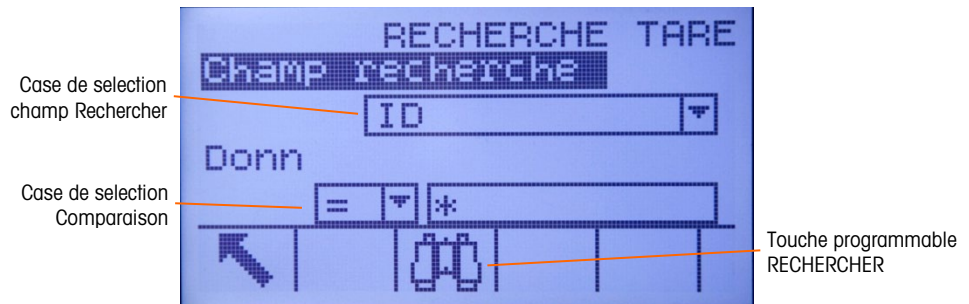 RECHERCHE TARE
Champ recherche
Case de selection
champ Rechercher
ID
Donn
Case de selection
Comparaison
= *
Touche programmable
RECHERCHER